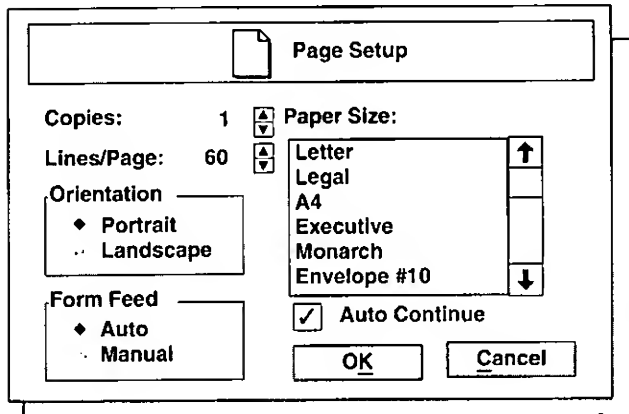 Page Setup
Copies: 1
Lines/Page: 60
Orientation
Portrait
Landscape
Form Feed
Auto
Manual
Paper Size:
Letter
Legal
A4
Executive
Monarch
Envelope #10
Auto Continue
OK
Cancel